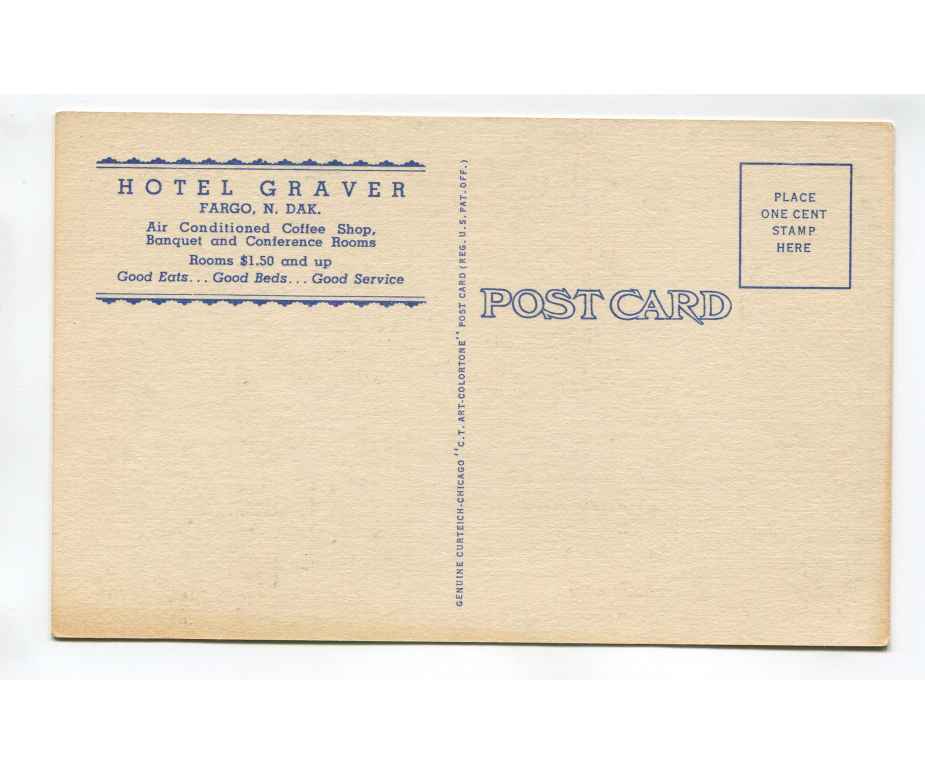 HOTEL GRAVER
FARGO, N. DAK.
Air Conditioned Coffee Shop,
Banquet and Conference Rooms
Rooms $1.50 and up
Good Eats... Good Beds... Good Service
GENUINE CURTEICH-CHICAGO "C.T. ART-COLORTONE" POST CARD (REG. U.S. PAT. OFF.)
POST CARD
PLACE
ONE CENT
STAMP
HERE